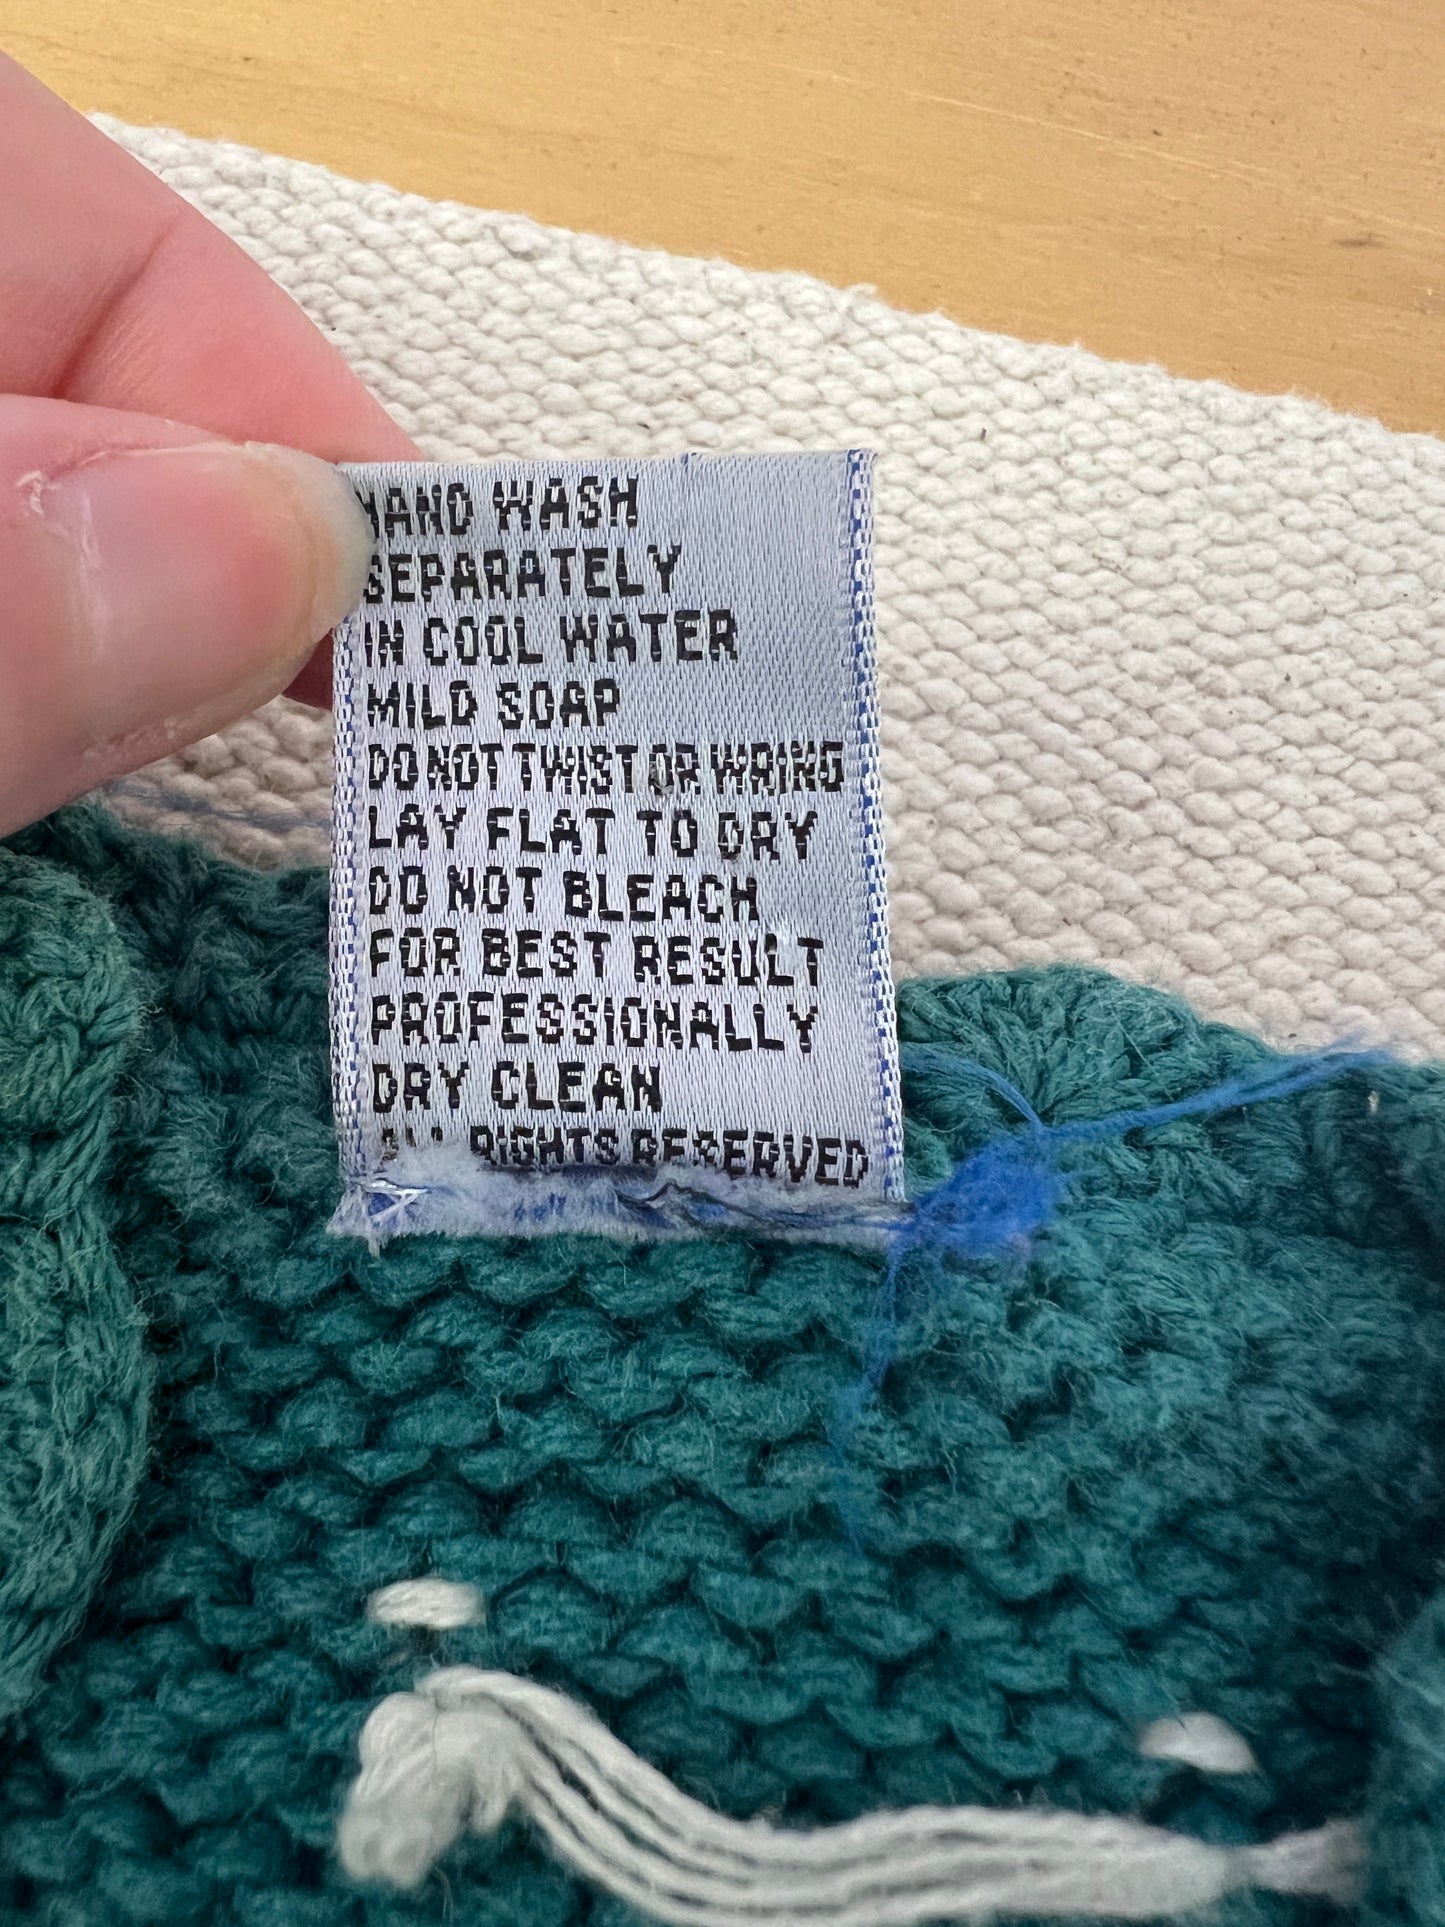 HAND WASH
SEPARATELY
IN COOL WATER
MILD SOAP
DO NOT TWIST OR WRING
LAY FLAT TO DRY
DO NOT BLEACH
FOR BEST RESULT
PROFESSIONALLY
DRY CLEAN
ALL RIGHTS RESERVED